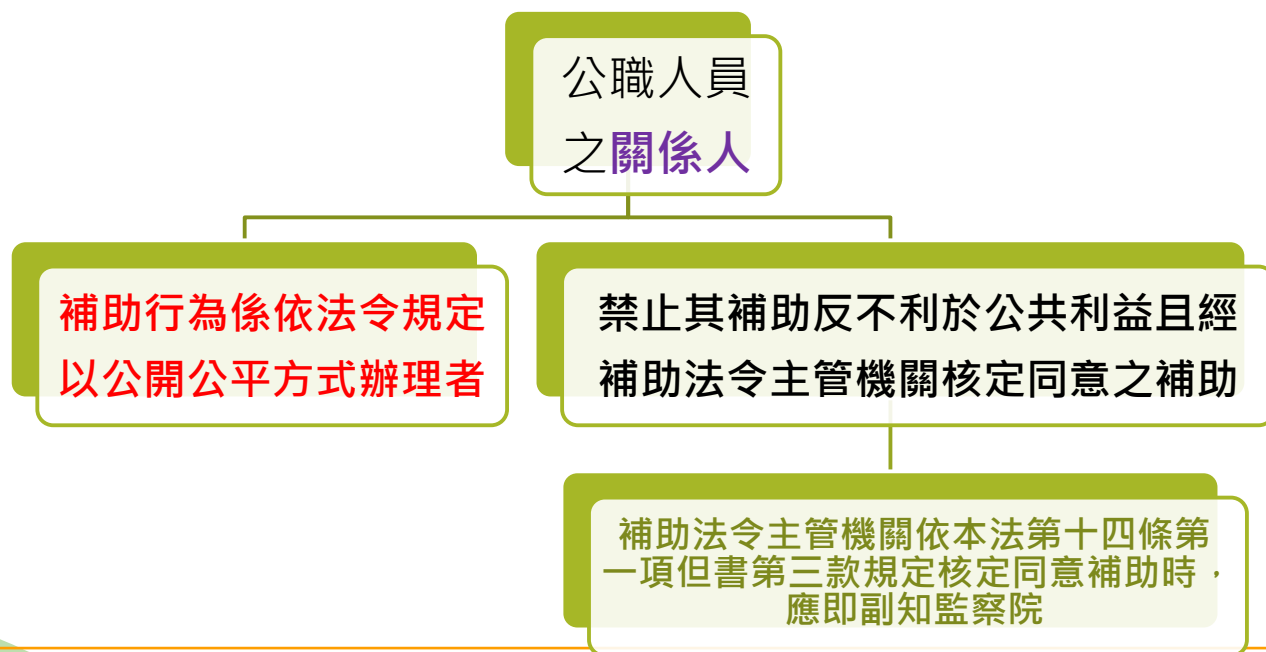 公職人員
之關係人
補助行為係依法令規定
以公開公平方式辦理者
禁止其補助反不利於公共利益且經
補助法令主管機關核定同意之補助
補助法令主管機關依本法第十四條第
一項但書第三款規定核定同意補助時，
應即副知監察院